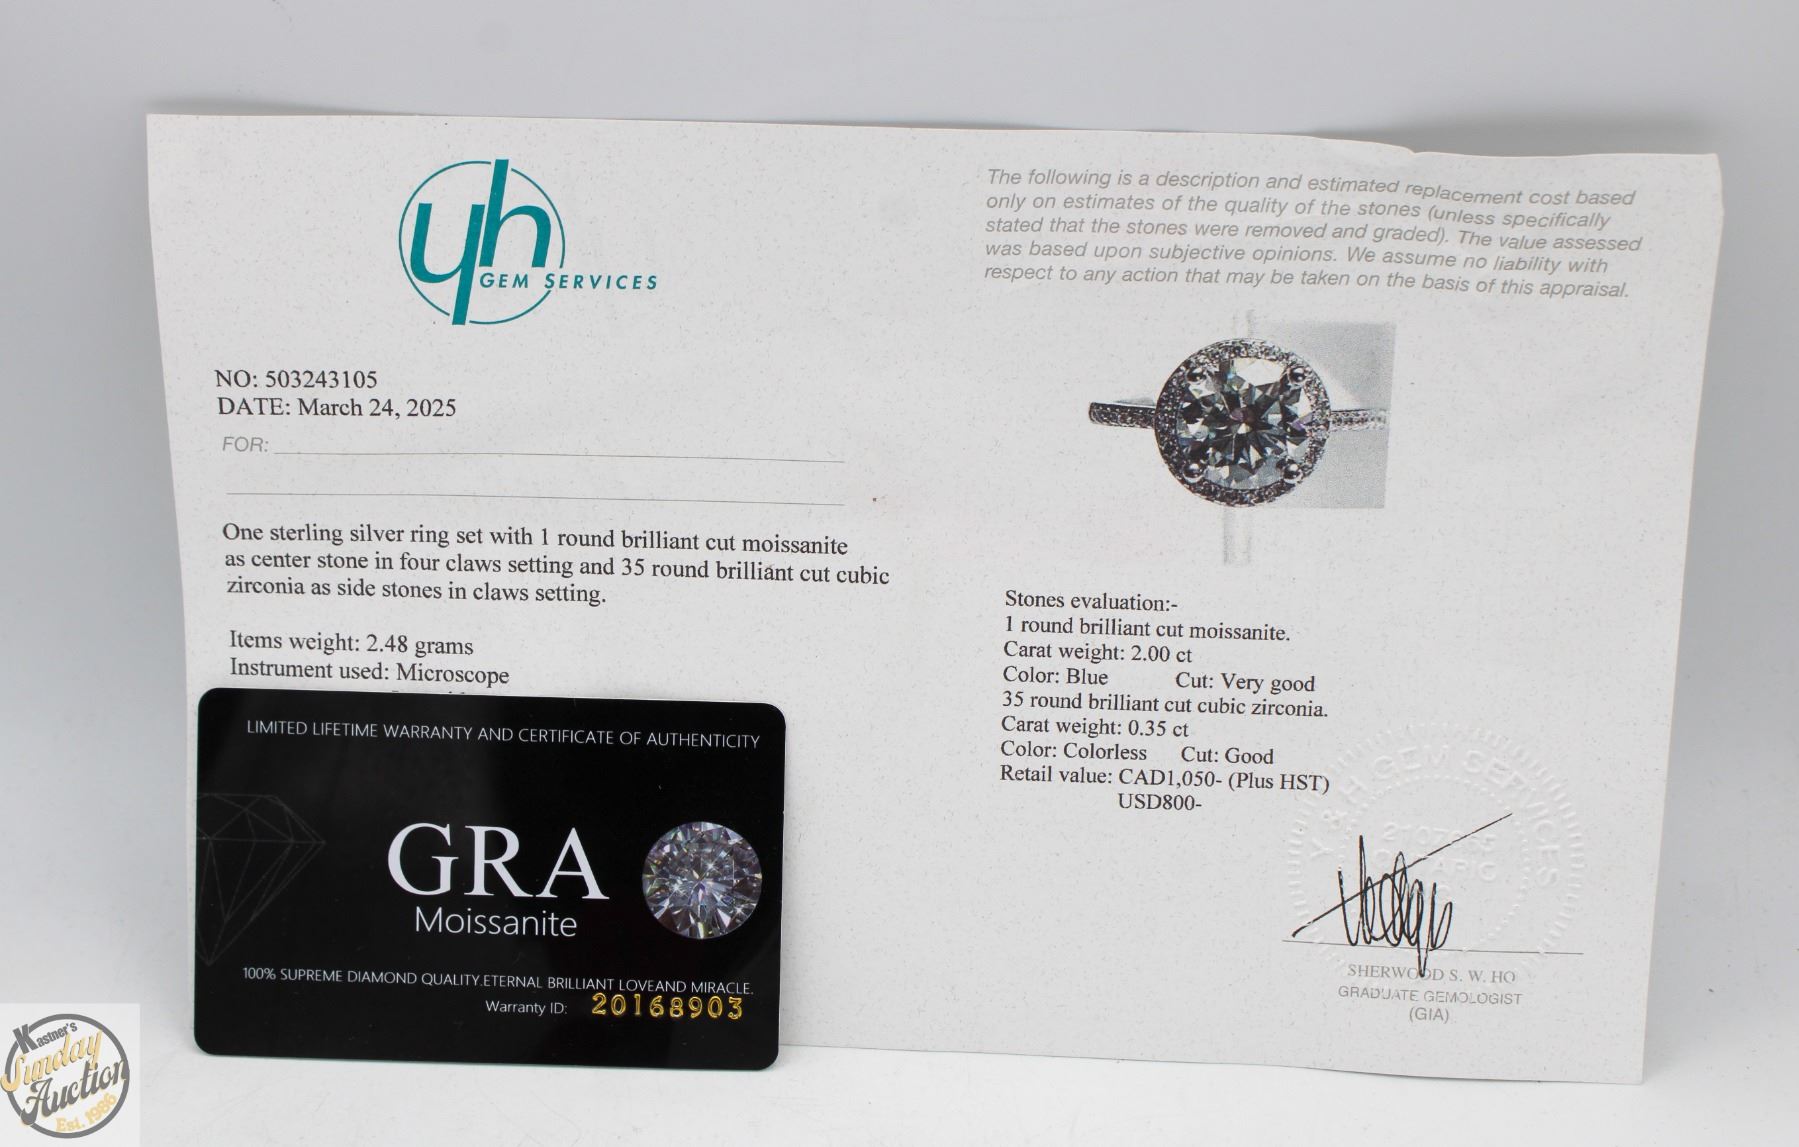 yh
GEM SERVICES
The following is a description and estimated replacement cost based
only on estimates of the quality of the stones (unless specifically
stated that the stones were removed and graded). The value assessed
was based upon subjective opinions. We assume no liability with
respect to any action that may be taken on the basis of this appraisal.
NO: 503243105
DATE: March 24, 2025
FOR:
One sterling silver ring set with 1 round brilliant cut moissanite
as center stone in four claws setting and 35 round brilliant cut cubic
zirconia as side stones in claws setting.
Items weight: 2.48 grams
Instrument used: Microscope
Stones evaluation:-
1 round brilliant cut moissanite.
Carat weight: 2.00 ct
Color: Blue Cut: Very good
35 round brilliant cut cubic zirconia.
Carat weight: 0.35 ct
Color: Colorless Cut: Good
Retail value: CAD1,050- (Plus HST)
USD800-
Y & H GEM SERVICES
ONTARIO
SHERWOOD S. W. HO
GRADUATE GEMOLOGIST
(GIA)
LIMITED LIFETIME WARRANTY AND CERTIFICATE OF AUTHENTICITY
GRA
Moissanite
100% SUPREME DIAMOND QUALITY.ETERNAL BRILLIANT LOVEAND MIRACLE.
Warranty ID: 20168903
Kastner's
Sunday
Auction
Est. 1986